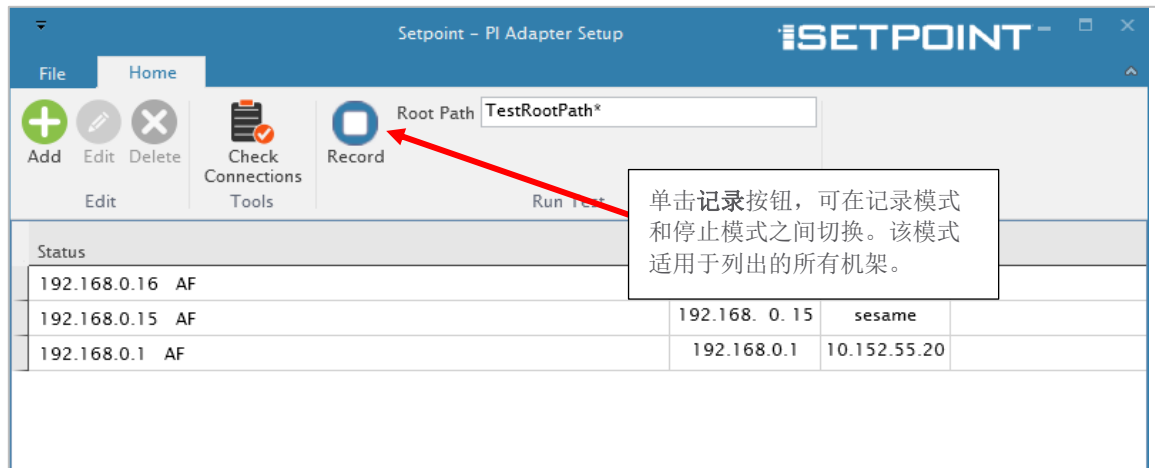 Setpoint – PI Adapter Setup
SETPOINT
File Home
Root Path TestRootPath*
Add Edit Delete
Check Connections
Record
Edit
Tools
Run Test
单击记录按钮，可在记录模式
和停止模式之间切换。该模式
适用于列出的所有机架。
Status
192.168.0.16 AF
192.168.0.15 AF 192.168. 0. 15 sesame
192.168.0.1 AF 192.168.0.1 10.152.55.20